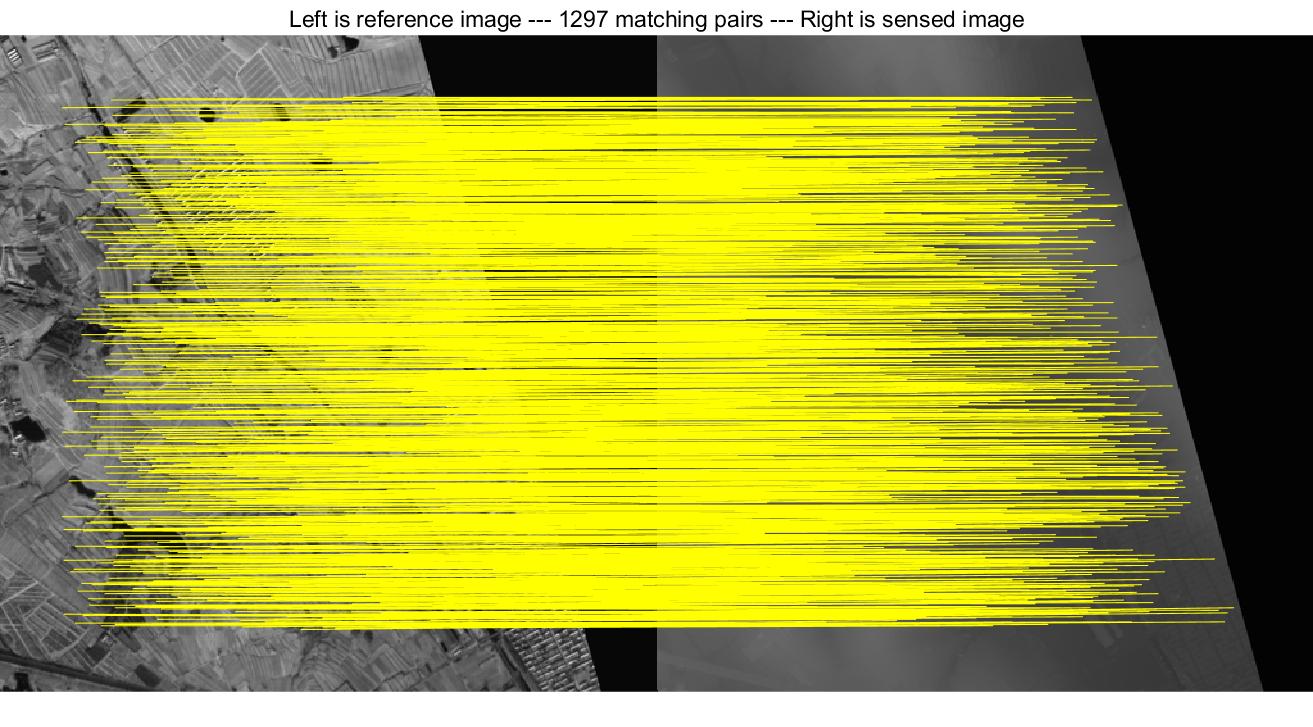 Left is reference image --- 1297 matching pairs --- Right is sensed image